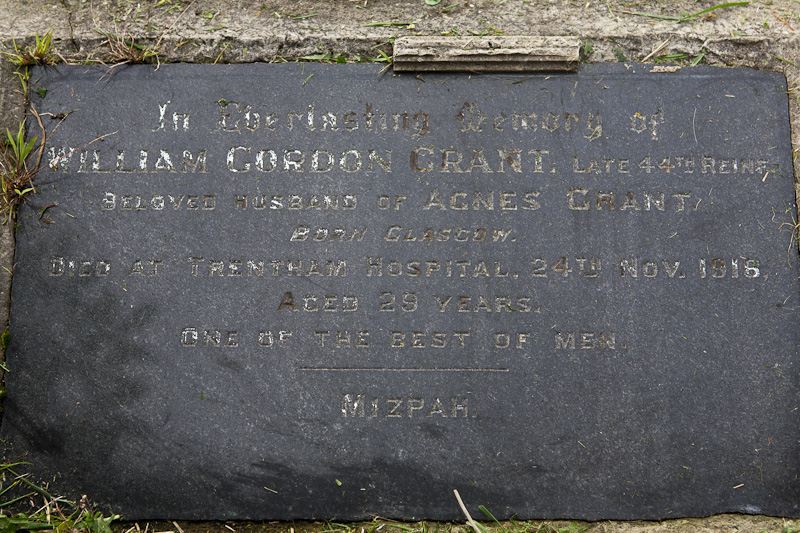 In Everlasting Memory of
WILLIAM GORDON GRANT, LATE 44TH REINFTS
BELOVED HUSBAND OF AGNES GRANT,
BORN GLASGOW.
DIED AT TRENTHAM HOSPITAL, 24TH NOV. 1918,
AGED 29 YEARS.
ONE OF THE BEST OF MEN.
MIZPAH.